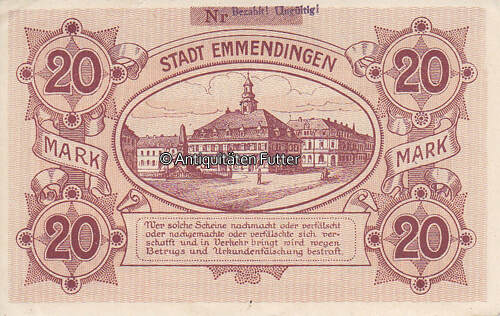 Nr Bezahlt! Ungültig!
STADT EMMENDINGEN
20 20
MARK MARK
© Antiquitäten Futter
20 20
Wer solche Scheine nachmacht oder verfälscht
oder nachgemachte oder verfälschte sich ver-
schafft und in Verkehr bringt wird wegen
Betrugs und Urkundenfälschung bestraft.